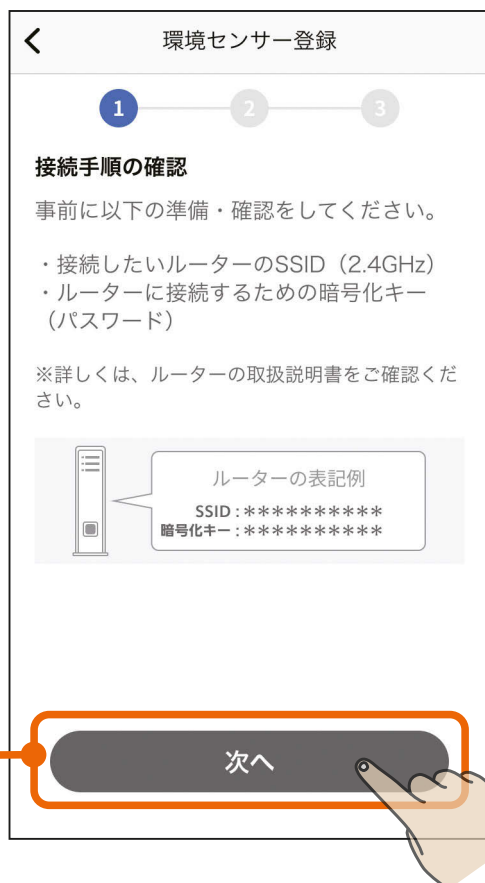 環境センサー登録
1 2 3
接続手順の確認
事前に以下の準備・確認をしてください。
・接続したいルーターのSSID（2.4GHz）
・ルーターに接続するための暗号化キー
（パスワード）
※詳しくは、ルーターの取扱説明書をご確認くだ
さい。
ルーターの表記例
SSID：**********
暗号化キー：**********
次へ